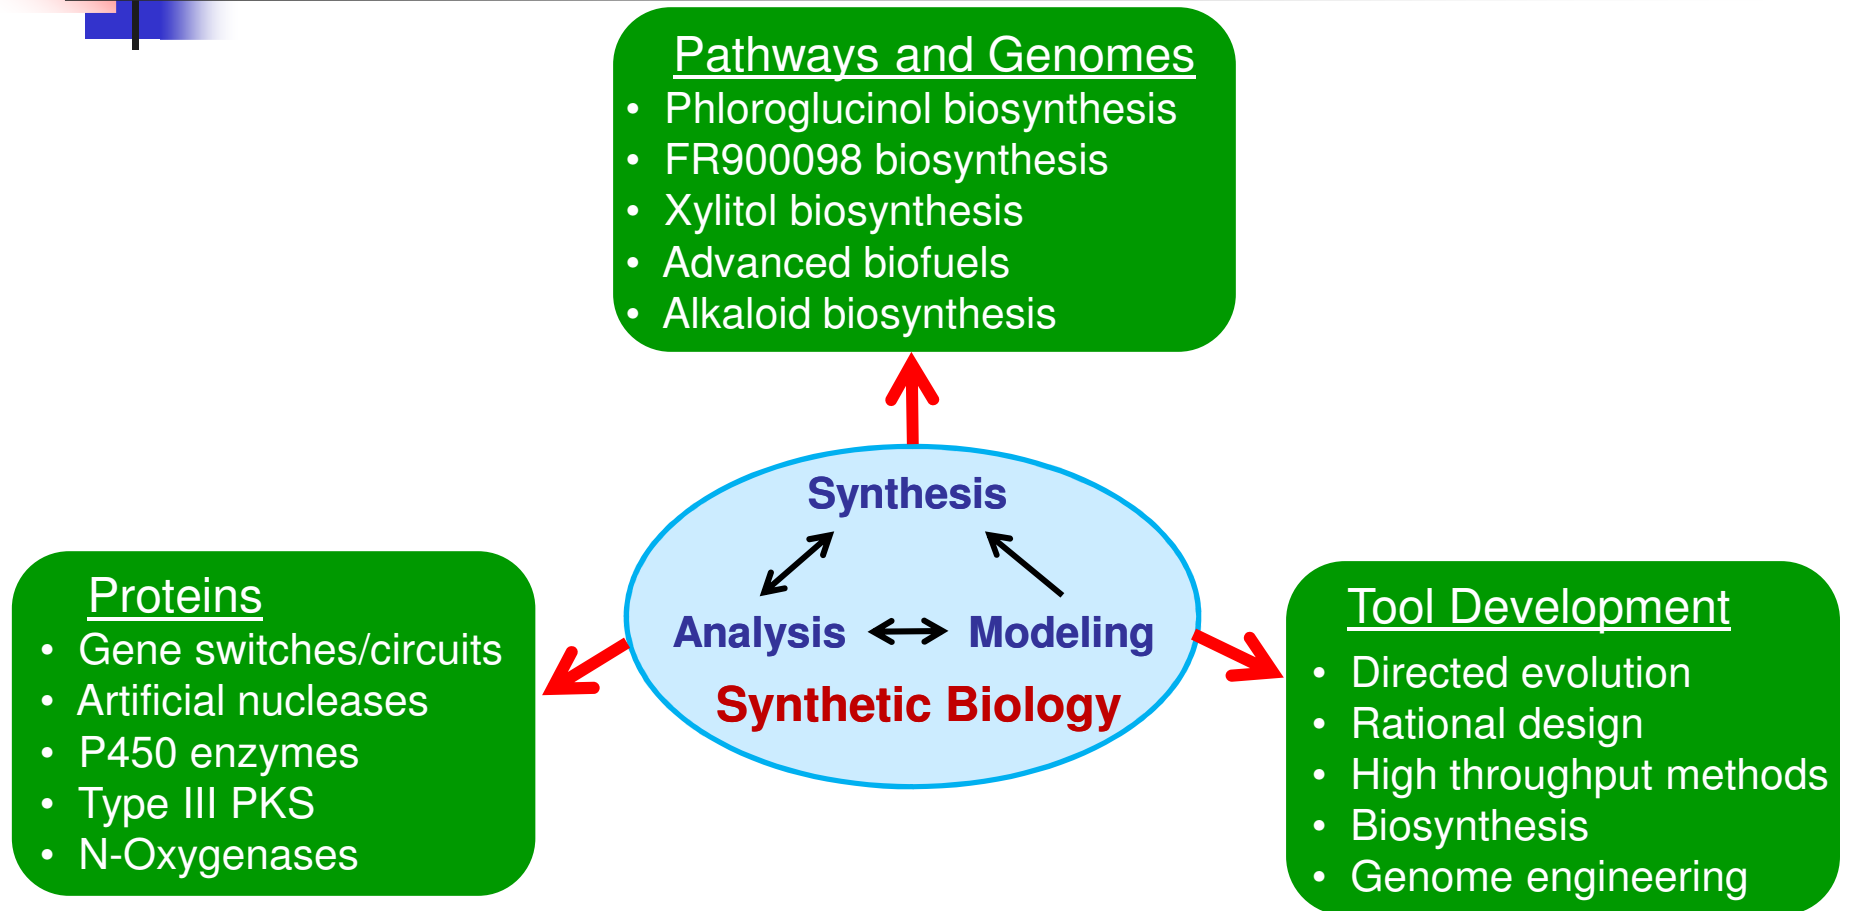 Pathways and Genomes
• Phloroglucinol biosynthesis
• FR900098 biosynthesis
• Xylitol biosynthesis
• Advanced biofuels
• Alkaloid biosynthesis
Synthesis
Analysis
Modeling
Synthetic Biology
Proteins
• Gene switches/circuits
• Artificial nucleases
• P450 enzymes
• Type III PKS
• N-Oxygenases
Tool Development
• Directed evolution
• Rational design
• High throughput methods
• Biosynthesis
• Genome engineering